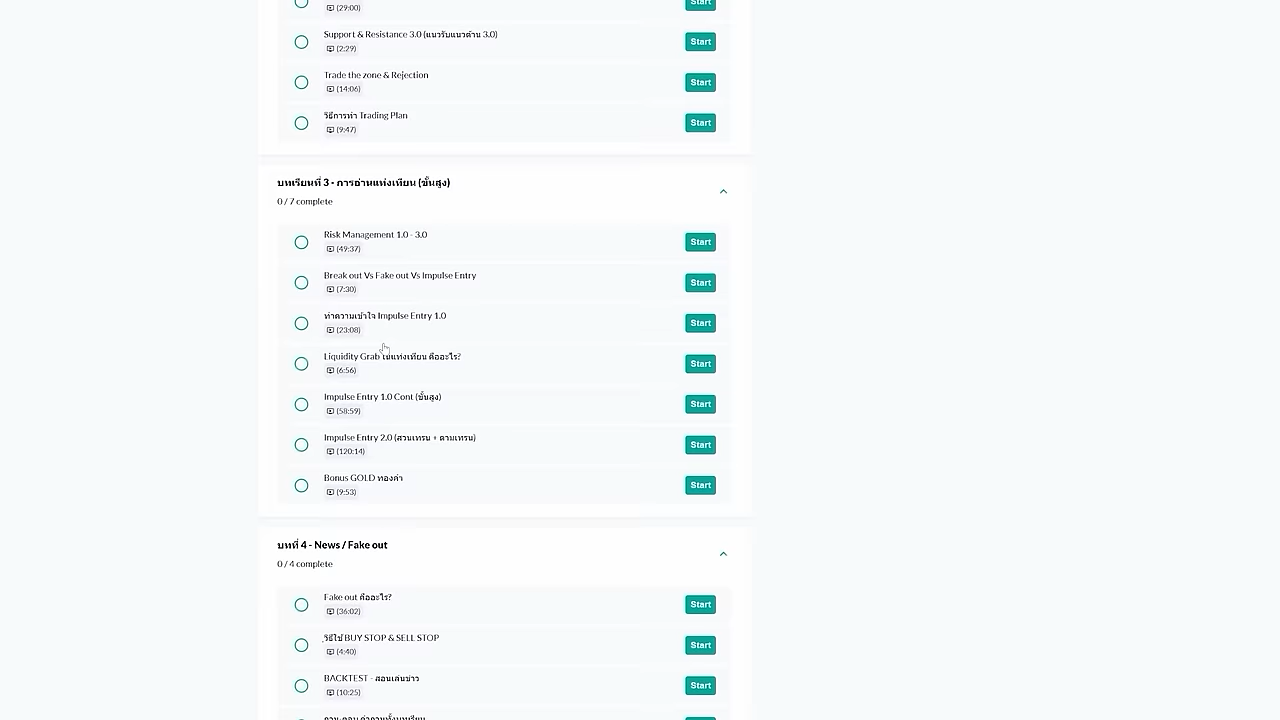 (29:00)
Start
Support & Resistance 3.0 (แนวรับแนวต้าน 3.0)
(2:29)
Start
Trade the zone & Rejection
(14:06)
Start
วิธีการทำ Trading Plan
(9:47)
Start
บทเรียนที่ 3 - การอ่านแท่งเทียน (ขั้นสูง)
0 / 7 complete
Risk Management 1.0 - 3.0
(49:37)
Start
Break out Vs Fake out Vs Impulse Entry
(7:30)
Start
ทำความเข้าใจ Impulse Entry 1.0
(23:08)
Start
Liquidity Grab ในแท่งเทียน คืออะไร?
(6:56)
Start
Impulse Entry 1.0 Cont (ขั้นสูง)
(58:59)
Start
Impulse Entry 2.0 (สวนเทรน + ตามเทรน)
(120:14)
Start
Bonus GOLD ทองคำ
(9:53)
Start
บทที่ 4 - News / Fake out
0 / 4 complete
Fake out คืออะไร?
(36:02)
Start
วิธีใช้ BUY STOP & SELL STOP
(4:40)
Start
BACKTEST - สอนเล่นข่าว
(10:25)
Start